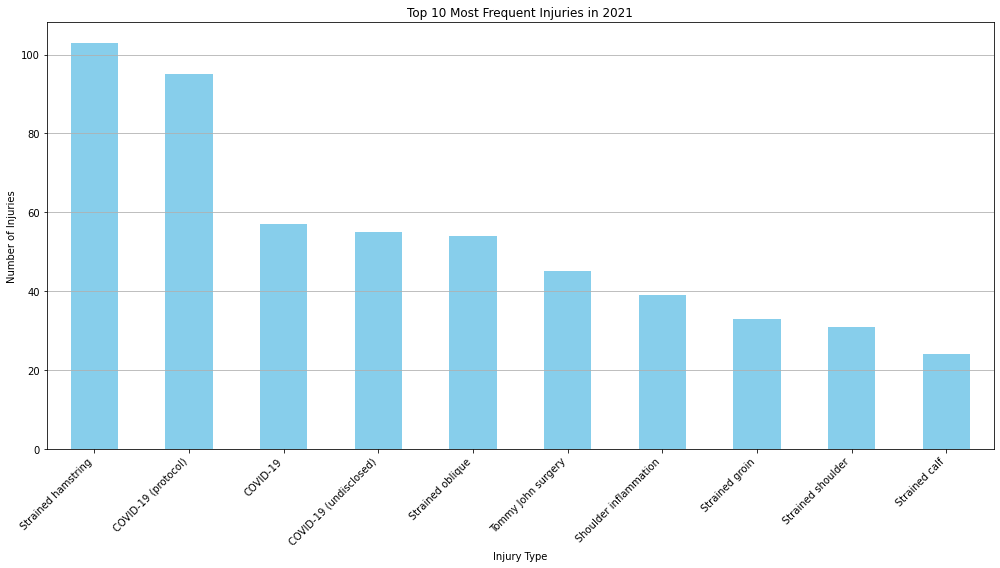 Top 10 Most Frequent Injuries in 2021
Number of Injuries
100
80
60
40
20
0
Strained hamstring
COVID-19 (protocol)
COVID-19
COVID-19 (undisclosed)
Strained oblique
Tommy John surgery
Shoulder inflammation
Strained groin
Strained shoulder
Strained calf
Injury Type